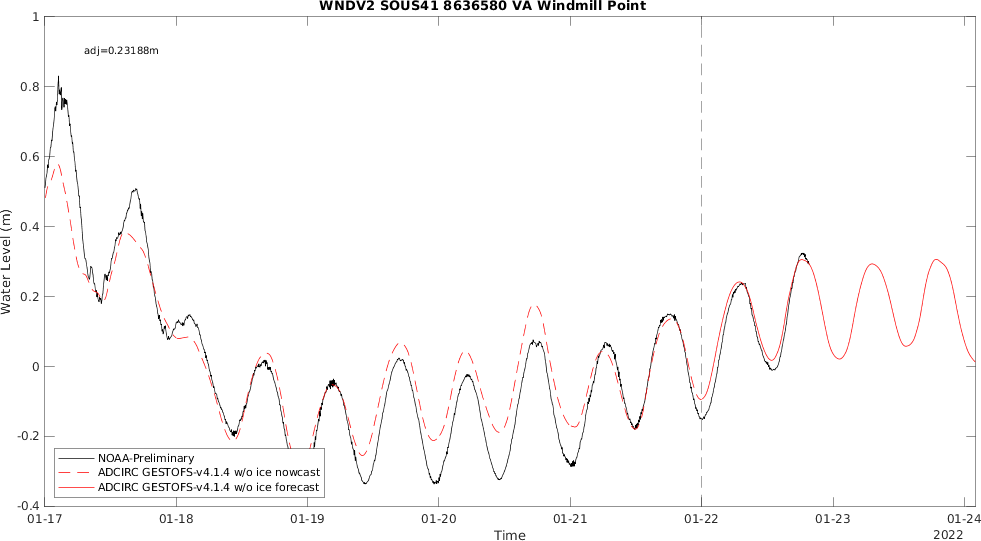 WNDV2 SOUS41 8636580 VA Windmill Point
adj=0.23188m
1
0.8
0.6
0.4
0.2
0
-0.2
-0.4
Water Level (m)
NOAA-Preliminary
ADCIRC GESTOFS-v4.1.4 w/o ice nowcast
ADCIRC GESTOFS-v4.1.4 w/o ice forecast
01-17 01-18 01-19 01-20 01-21 01-22 01-23 01-24
Time
2022